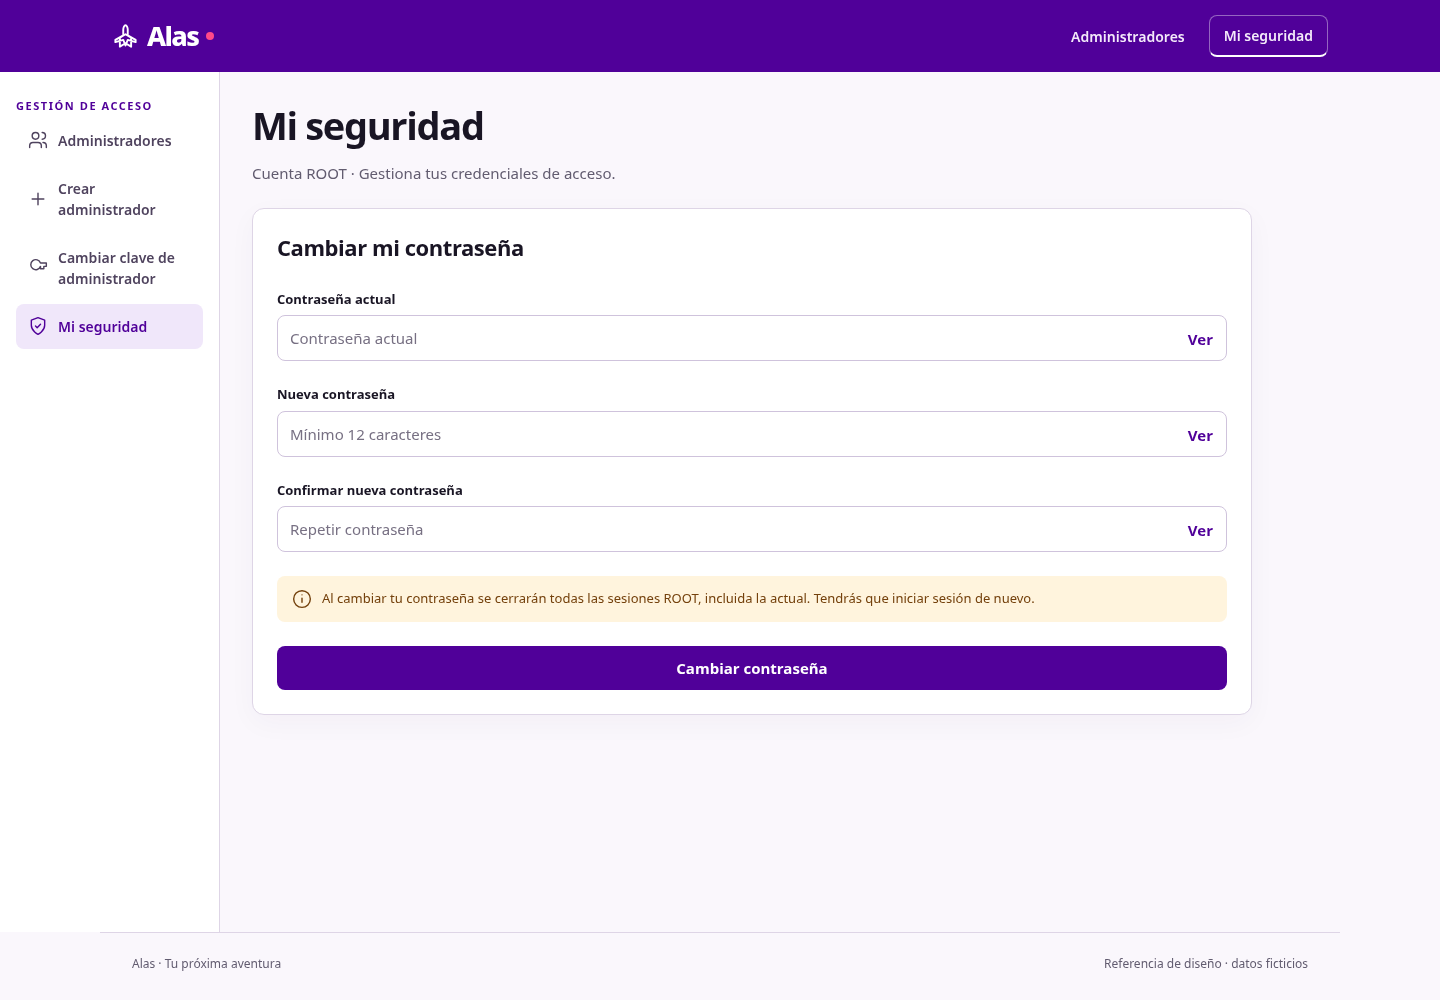 Alas
Administradores
Mi seguridad
GESTIÓN DE ACCESO
Administradores
Crear
administrador
Cambiar clave de
administrador
Mi seguridad
Mi seguridad
Cuenta ROOT · Gestiona tus credenciales de acceso.
Cambiar mi contraseña
Contraseña actual
Contraseña actual
Ver
Nueva contraseña
Mínimo 12 caracteres
Ver
Confirmar nueva contraseña
Repetir contraseña
Ver
Al cambiar tu contraseña se cerrarán todas las sesiones ROOT, incluida la actual. Tendrás que iniciar sesión de nuevo.
Cambiar contraseña
Alas · Tu próxima aventura
Referencia de diseño · datos ficticios